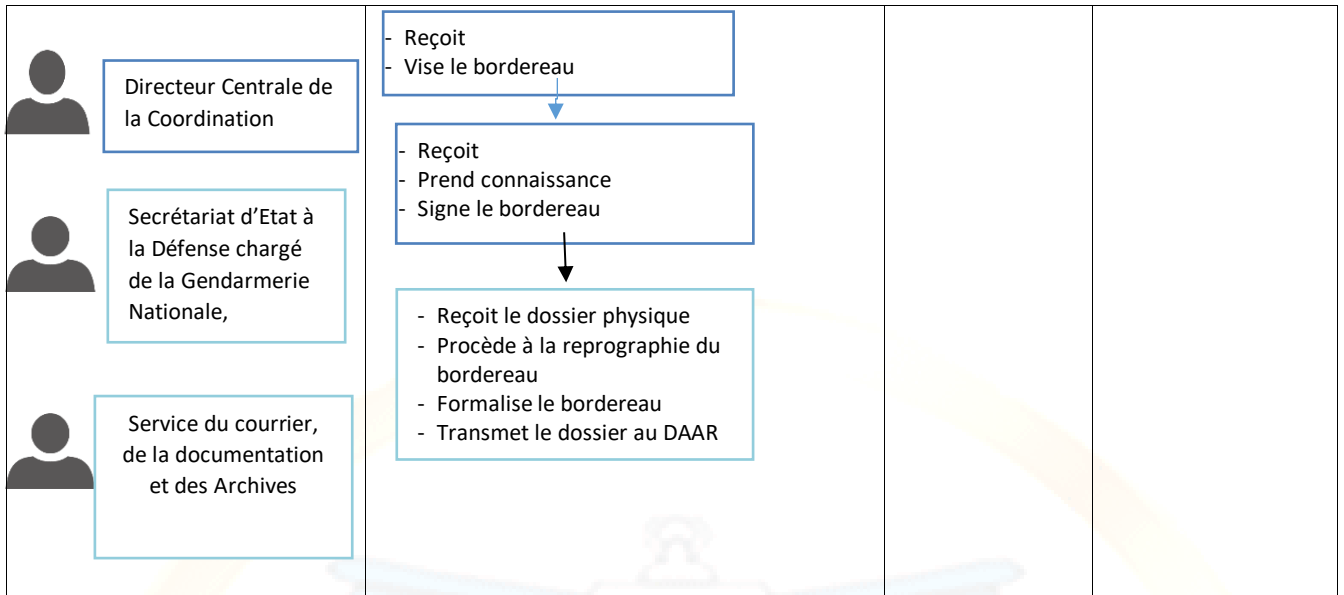 Directeur Centrale de
la Coordination
- Reçoit
- Vise le bordereau
Secrétariat d’Etat à
la Défense chargé
de la Gendarmerie
Nationale,
- Reçoit
- Prend connaissance
- Signe le bordereau
Service du courrier,
de la documentation
et des Archives
- Reçoit le dossier physique
- Procède à la reprographie du
bordereau
- Formalise le bordereau
- Transmet le dossier au DAAR